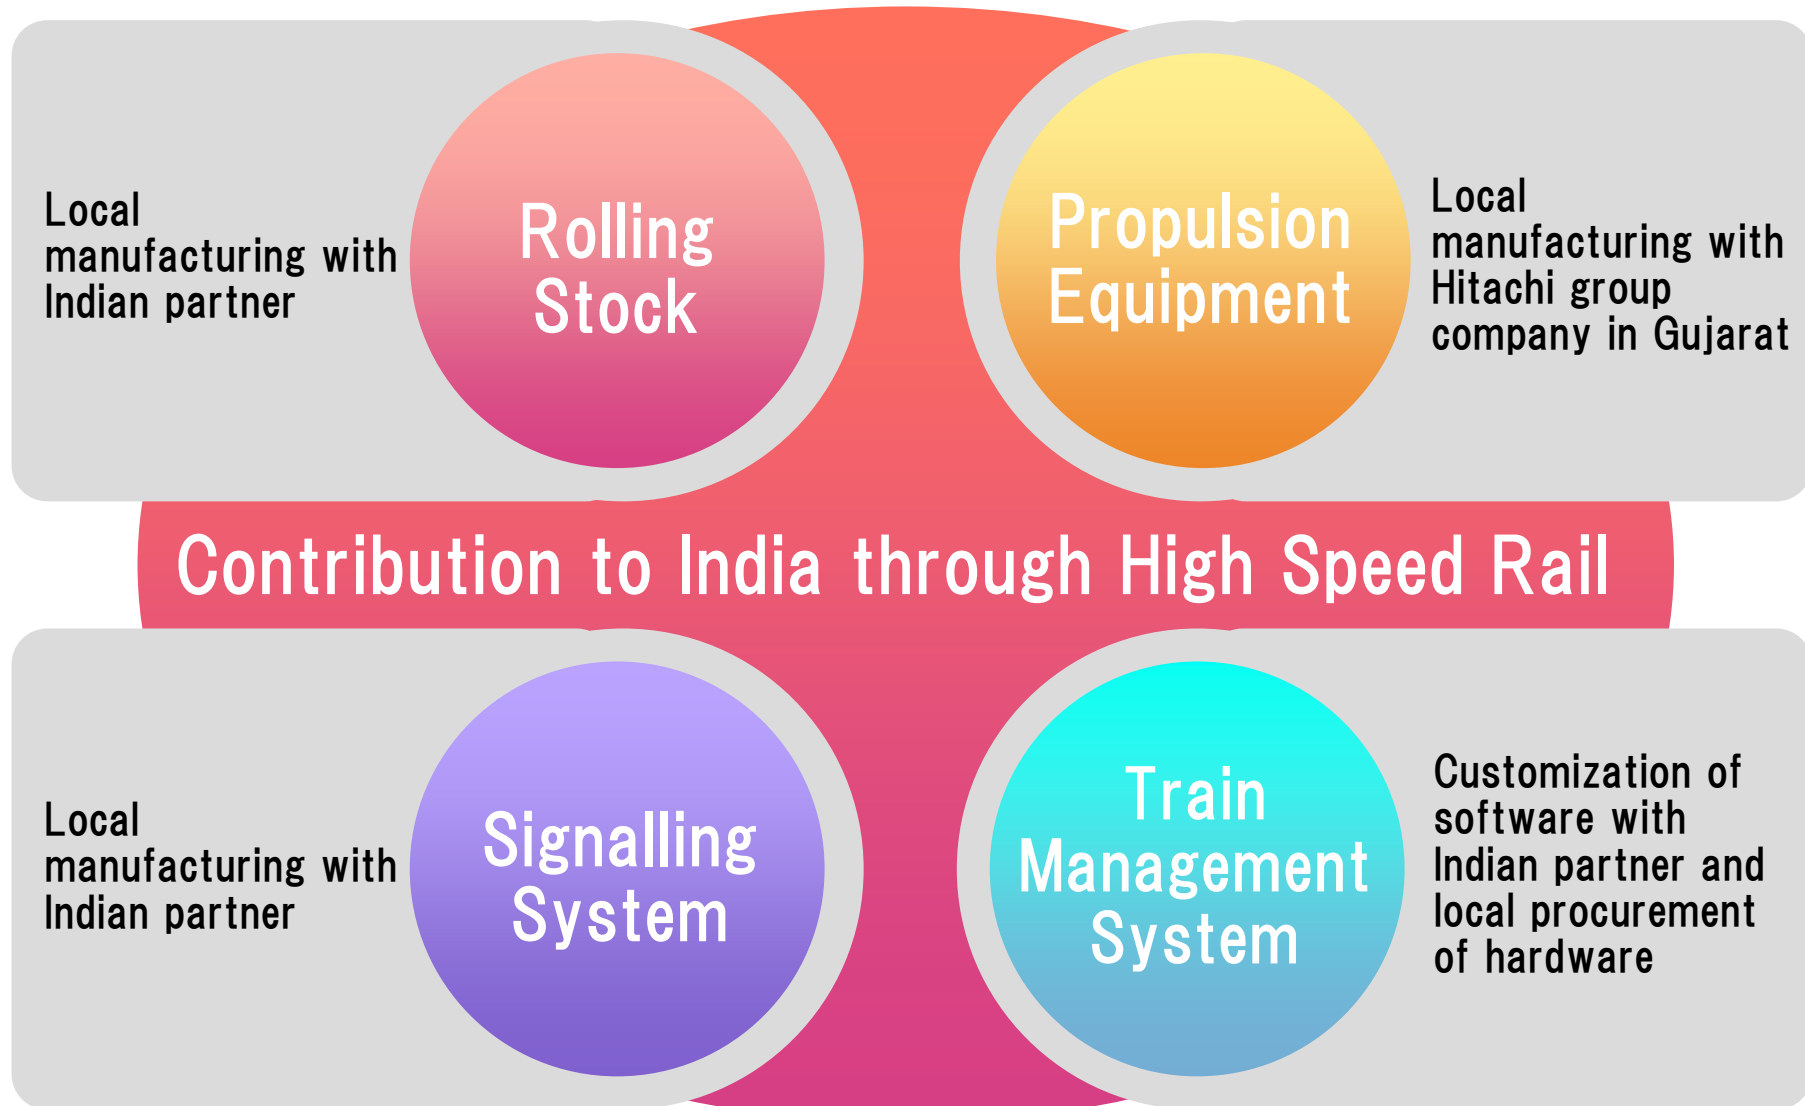 Local
manufacturing with
Indian partner
Rolling
Stock
Propulsion
Equipment
Local
manufacturing with
Hitachi group
company in Gujarat
Contribution to India through High Speed Rail
Local
manufacturing with
Indian partner
Signalling
System
Train
Management
System
Customization of
software with
Indian partner and
local procurement
of hardware